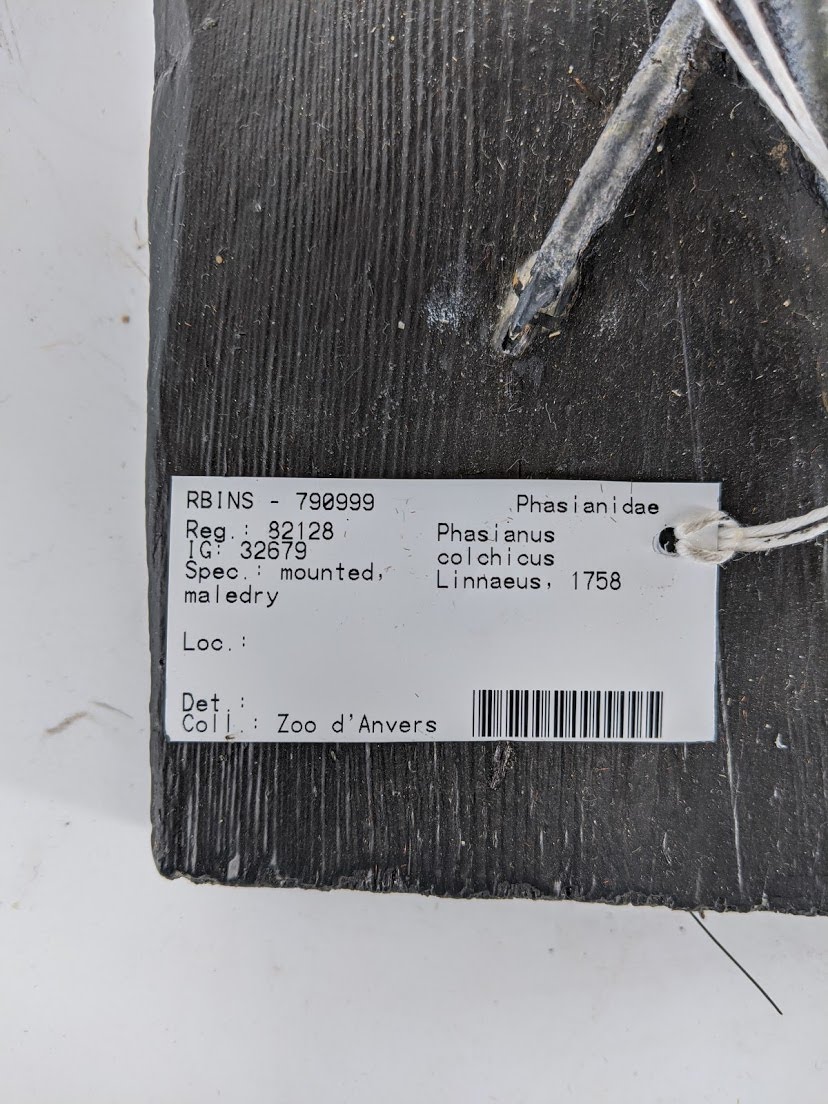 RBINS - 790999 Phasianidae
Reg.: 82128 Phasianus
IG: 32679 colchicus
Spec.: mounted, Linnaeus, 1758
maledry
Loc.:
Det.:
Coll.: Zoo d'Anvers